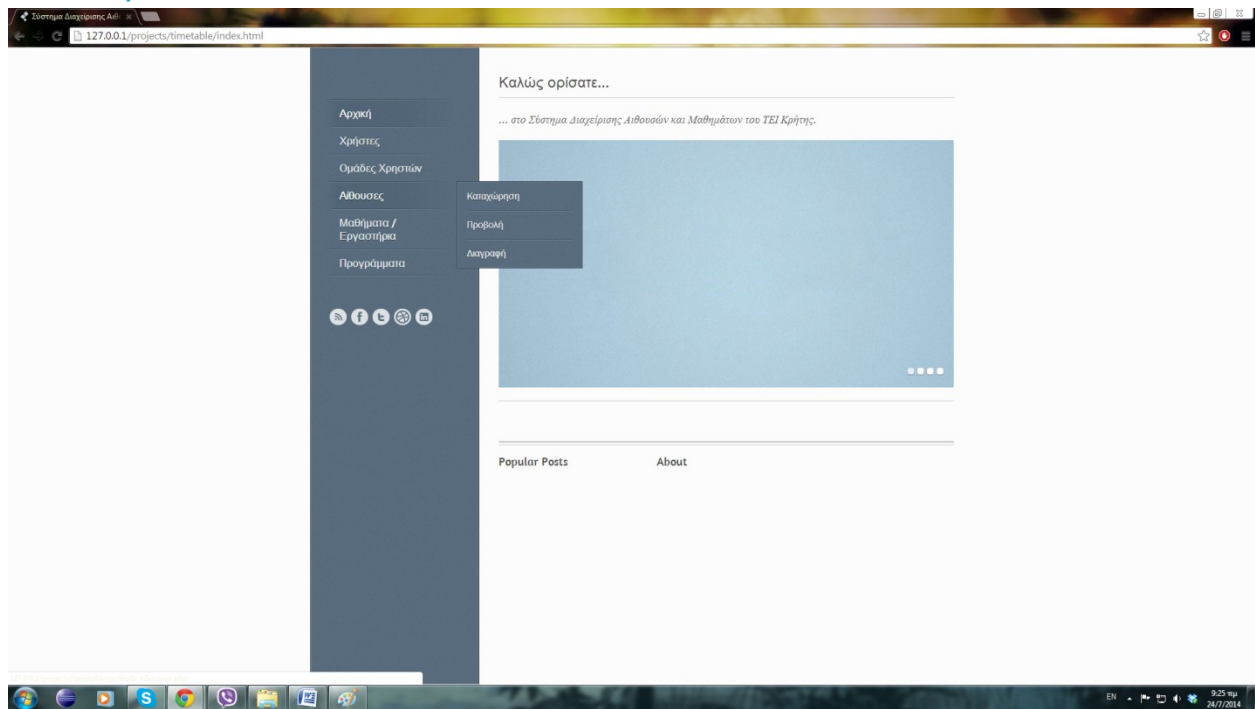 Σύστημα Διαχείρισης Αιθ
127.0.0.1/projects/timetable/index.html
Καλώς ορίσατε...
... στο Σύστημα Διαχείρισης Αιθουσών και Μαθημάτων του ΤΕΙ Κρήτης.
Αρχική
Χρήστες
Ομάδες Χρηστών
Αίθουσες
Μαθήματα /
Εργαστήρια
Προγράμματα
Καταχώρηση
Προβολή
Διαγραφή
Popular Posts
About
EN
9:25 πμ
24/7/2014